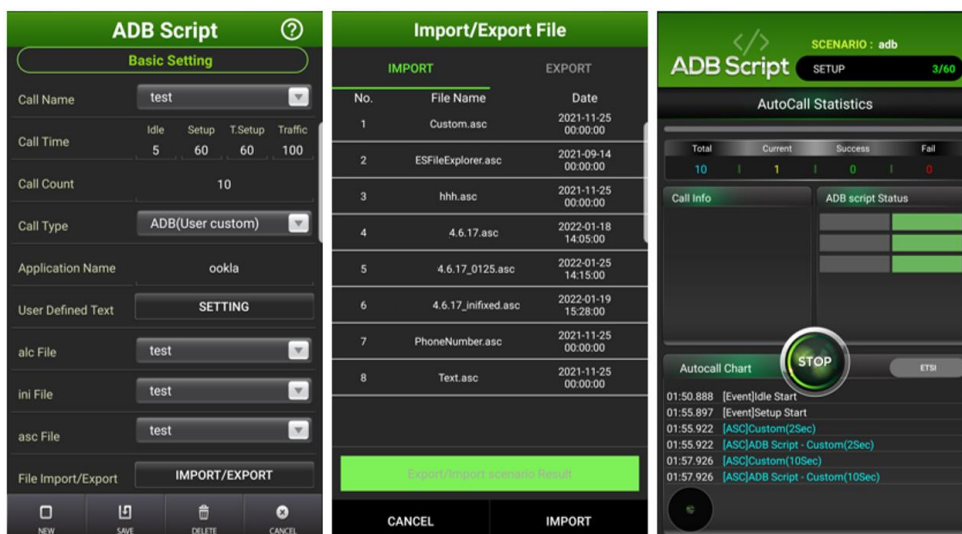 ADB Script ?
Basic Setting
Call Name test
Call Time Idle Setup T.Setup Traffic
5 60 60 100
Call Count 10
Call Type ADB(User custom)
Application Name ookla
User Defined Text SETTING
alc File test
ini File test
asc File test
File Import/Export IMPORT/EXPORT
NEW SAVE DELETE CANCEL
Import/Export File
IMPORT EXPORT
No. File Name Date
1 Custom.asc 2021-11-25
00:00:00
2 ESFileExplorer.asc 2021-09-14
00:00:00
3 hhh.asc 2021-11-25
00:00:00
4 4.6.17.asc 2022-01-18
14:05:00
5 4.6.17_0125.asc 2022-01-25
14:15:00
6 4.6.17_inifixed.asc 2022-01-19
15:28:00
7 PhoneNumber.asc 2021-11-25
00:00:00
8 Text.asc 2021-11-25
00:00:00
Export/Import scenario Result
CANCEL IMPORT
</>
ADB Script
SCENARIO : adb
SETUP 3/60
AutoCall Statistics
Total Current Success Fail
10 1 0 0
Call Info ADB script Status
STOP
Autocall Chart ETSI
01:50.888 [Event]Idle Start
01:55.897 [Event]Setup Start
01:55.922 [ASC]Custom(2Sec)
01:55.922 [ASC]ADB Script - Custom(2Sec)
01:57.926 [ASC]Custom(10Sec)
01:57.926 [ASC]ADB Script - Custom(10Sec)